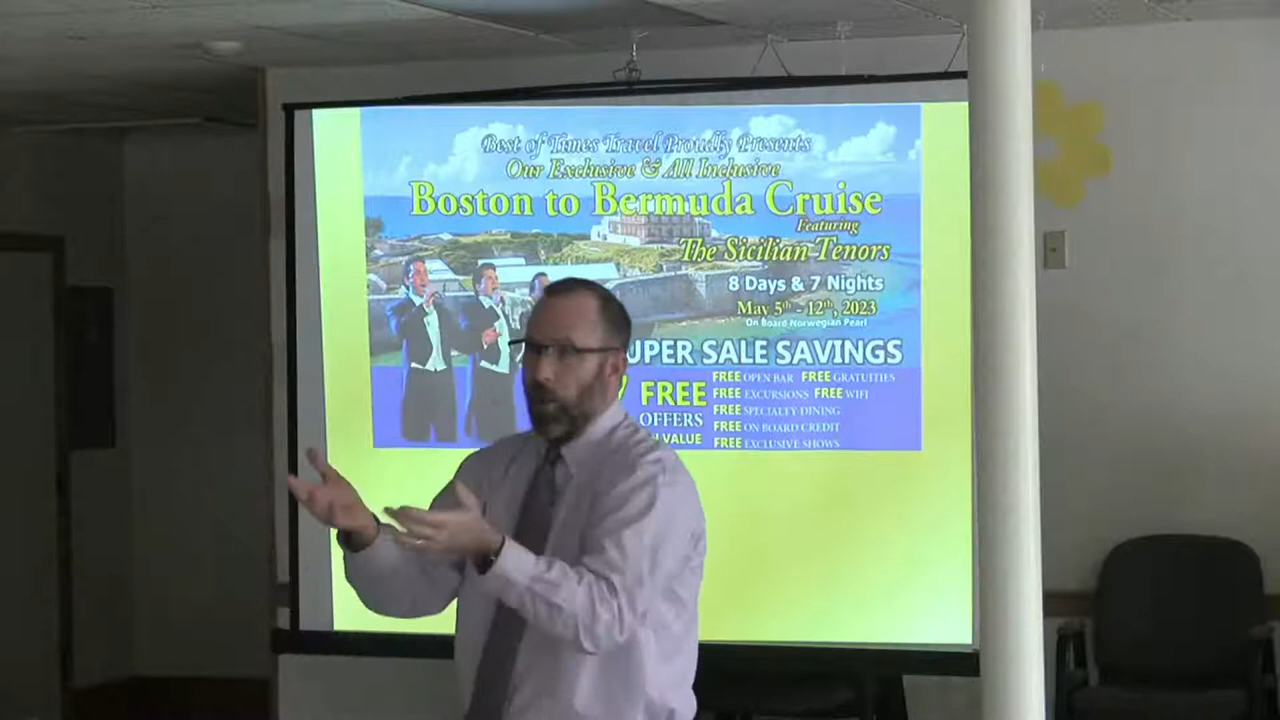 Best of Times Travel Proudly Presents
Our Exclusive & All Inclusive
Boston to Bermuda Cruise
Featuring
The Sicilian Tenors
8 Days & 7 Nights
May 5th - 12th, 2023
On Board Norwegian Pearl
UPER SALE SAVINGS
FREE OPEN BAR FREE GRATUITIES
FREE EXCURSIONS FREE WIFI
FREE SPECIALTY DINING
FREE ON BOARD CREDIT
FREE EXCLUSIVE SHOWS
FREE
OFFERS
VALUE